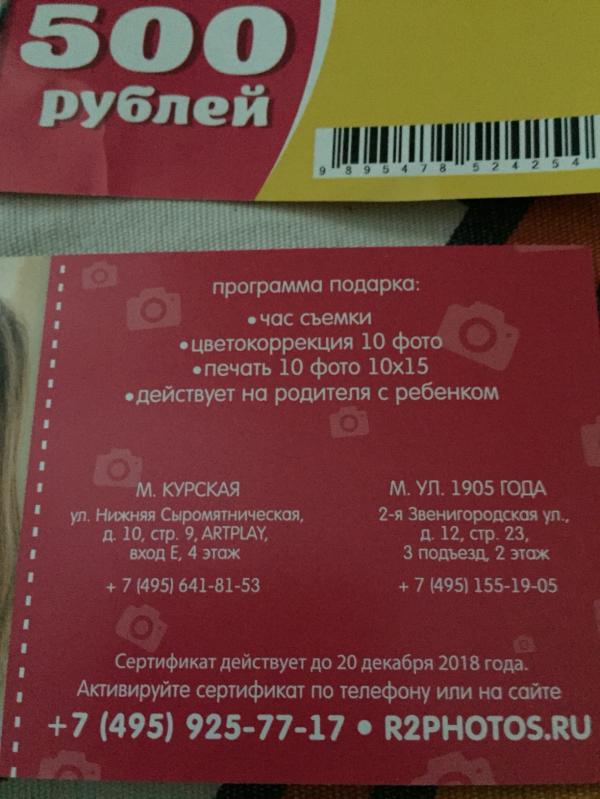 500
рублей
9 895478 524254
программа подарка:
•час съемки
•цветокоррекция 10 фото
•печать 10 фото 10х15
•действует на родителя с ребенком
М. КУРСКАЯ
ул. Нижняя Сыромятническая,
д. 10, стр. 9, ARTPLAY,
вход Е, 4 этаж
+ 7 (495) 641-81-53
М. УЛ. 1905 ГОДА
2-я Звенигородская ул.,
д. 12, стр. 23,
3 подъезд, 2 этаж
+ 7 (495) 155-19-05
Сертификат действует до 20 декабря 2018 года.
Активируйте сертификат по телефону или на сайте
+7 (495) 925-77-17 • R2PHOTOS.RU